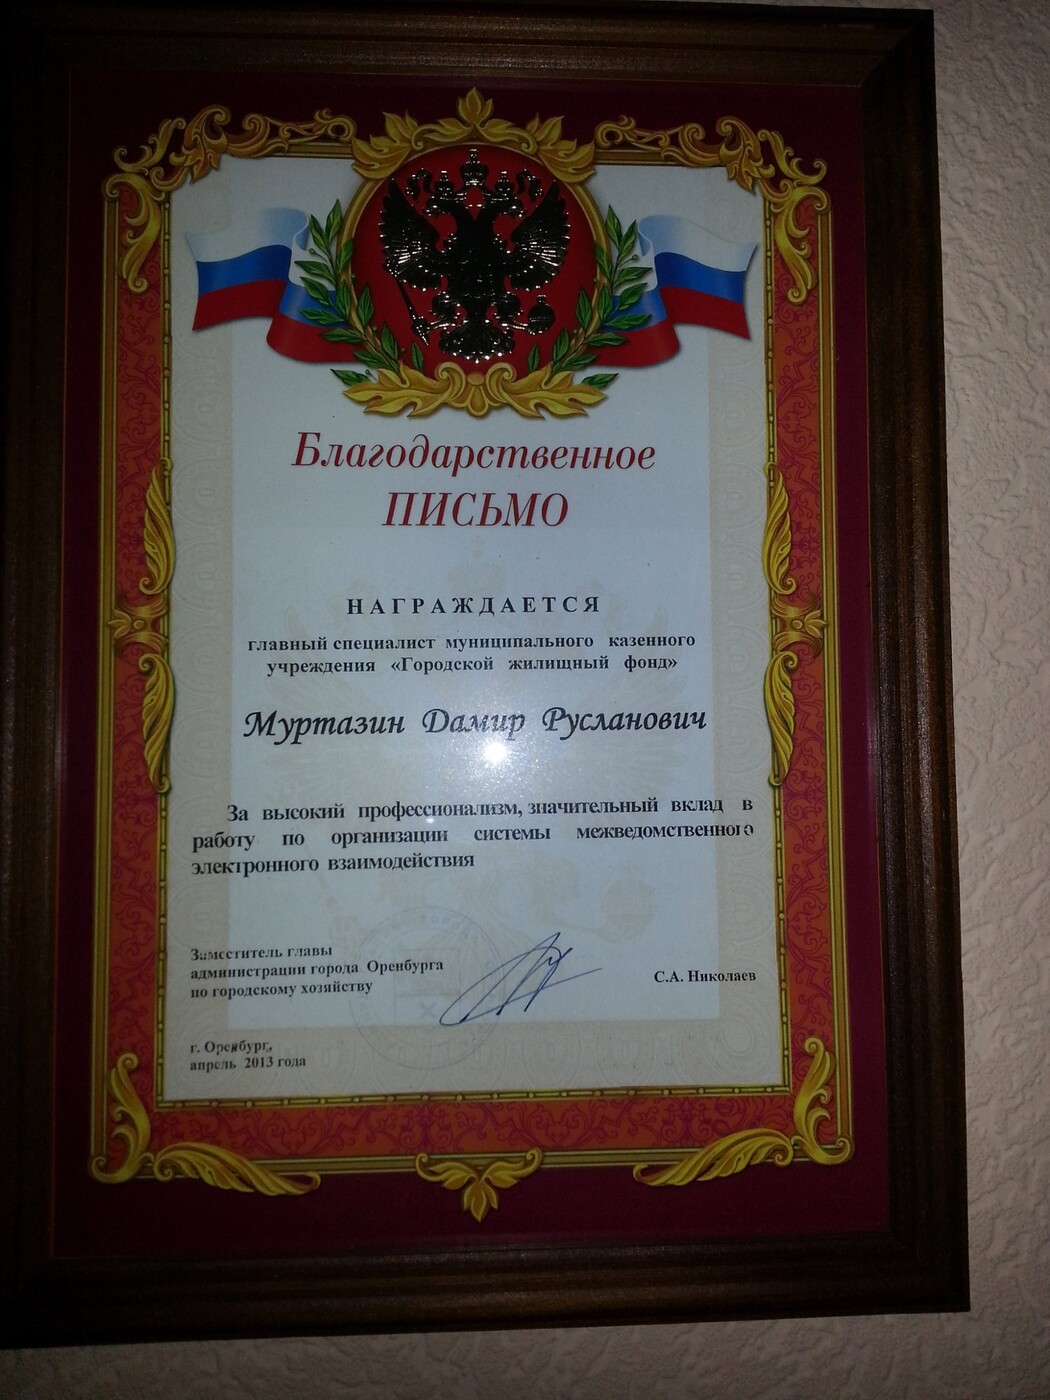 Благодарственное
ПИСЬМО
НАГРАЖДАЕТСЯ
главный специалист муниципального казенного
учреждения «Городской жилищный фонд»
Муртазин Дамир Русланович
За высокий профессионализм, значительный вклад в
работу по организации системы межведомственного
электронного взаимодействия
Заместитель главы
администрации города Оренбурга
по городскому хозяйству
С.А. Николаев
г. Оренбург,
апрель 2013 года